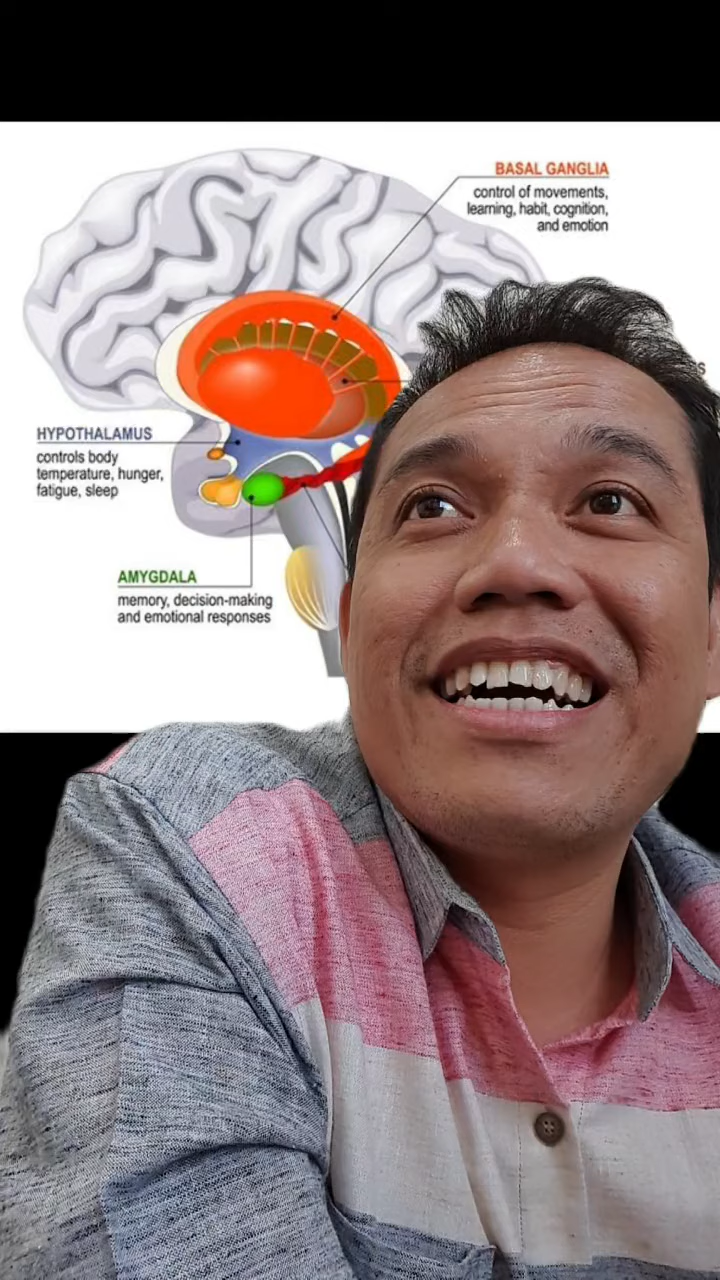 BASAL GANGLIA
control of movements,
learning, habit, cognition,
and emotion
HYPOTHALAMUS
controls body
temperature, hunger,
fatigue, sleep
AMYGDALA
memory, decision-making
and emotional responses